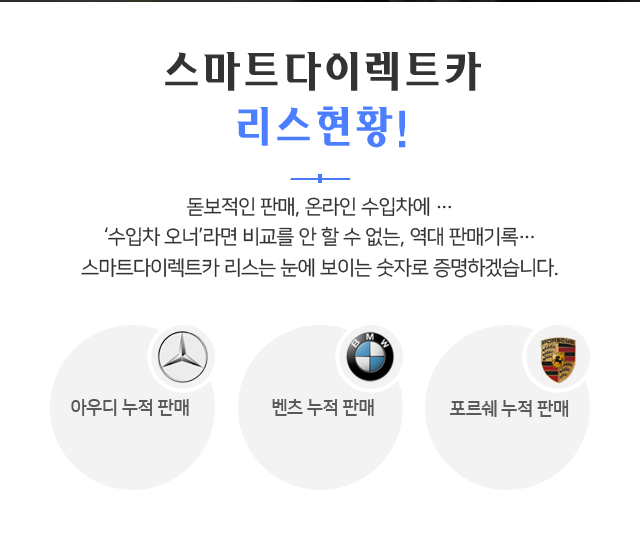 스마트다이렉트카
리스현황!
돋보적인 판매, 온라인 수입차에 …
‘수입차 오너’라면 비교를 안 할 수 없는, 역대 판매기록…
스마트다이렉트카 리스는 눈에 보이는 숫자로 증명하겠습니다.
BMW
PORSCHE
아우디 누적 판매
벤츠 누적 판매
포르쉐 누적 판매